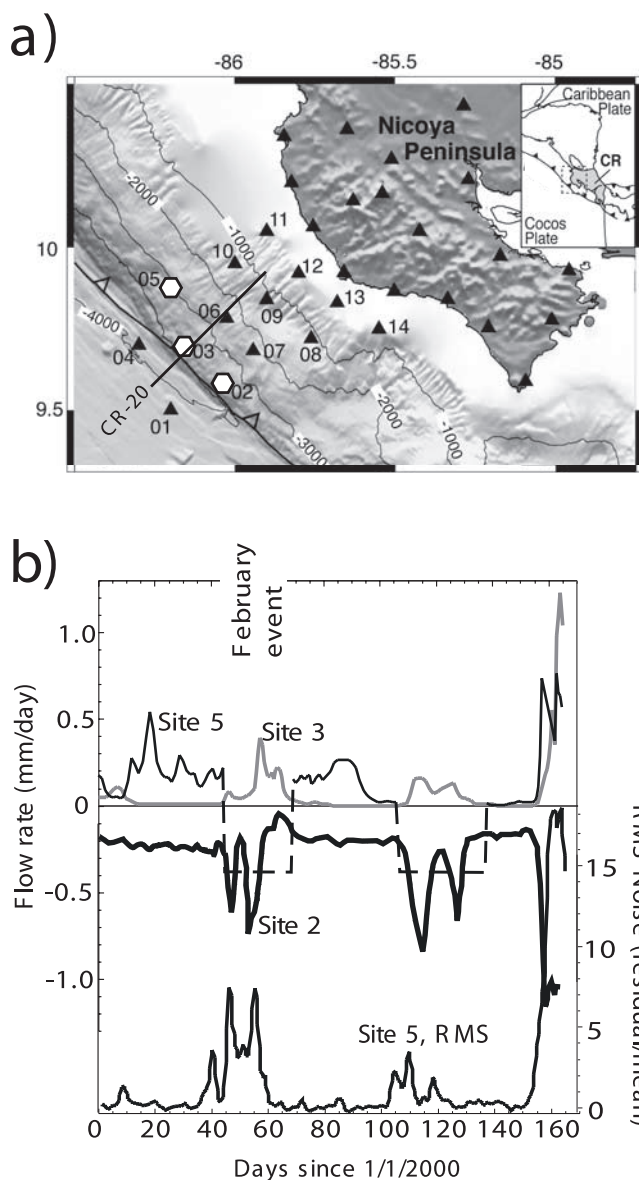 a)
-86
-85.5
-85
Nicoya
Peninsula
Caribbean
Plate
CR
Cocos
Plate
-2000
-1000
10
11
10
12
05
09
13
06
14
-4000
03
07
08
04
02
CR-20
01
9.5
-3000
-2000
-1000
b)
February
event
1.0
0.5
0
-0.5
-1.0
Flow rate (mm/day)
Site 5
Site 3
Site 2
Site 5, RMS
15
10
5
0
RMS Noise (residual/mean)
0 20 40 60 80 100 120 140 160
Days since 1/1/2000